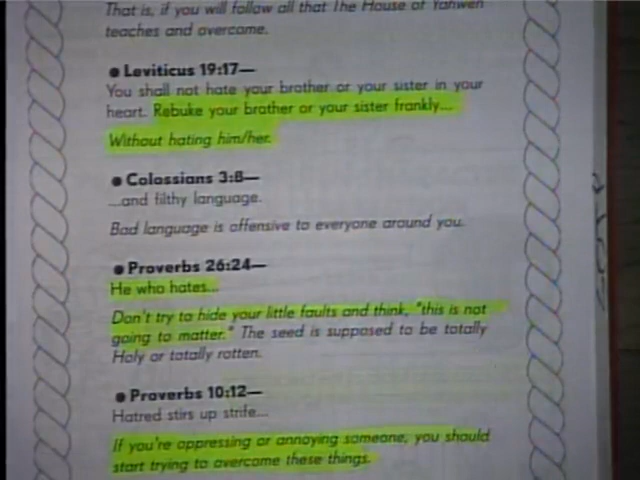 That is, if you will follow all that The House of Yahweh
teaches and overcome.
● Leviticus 19:17—
You shall not hate your brother or your sister in your
heart. Rebuke your brother or your sister frankly...
Without hating him/her.
● Colossians 3:8—
...and filthy language.
Bad language is offensive to everyone around you.
● Proverbs 26:24—
He who hates...
Don't try to hide your little faults and think, "this is not
going to matter." The seed is supposed to be totally
Holy or totally rotten.
● Proverbs 10:12—
Hatred stirs up strife...
If you're oppressing or annoying someone, you should
start trying to overcome these things.